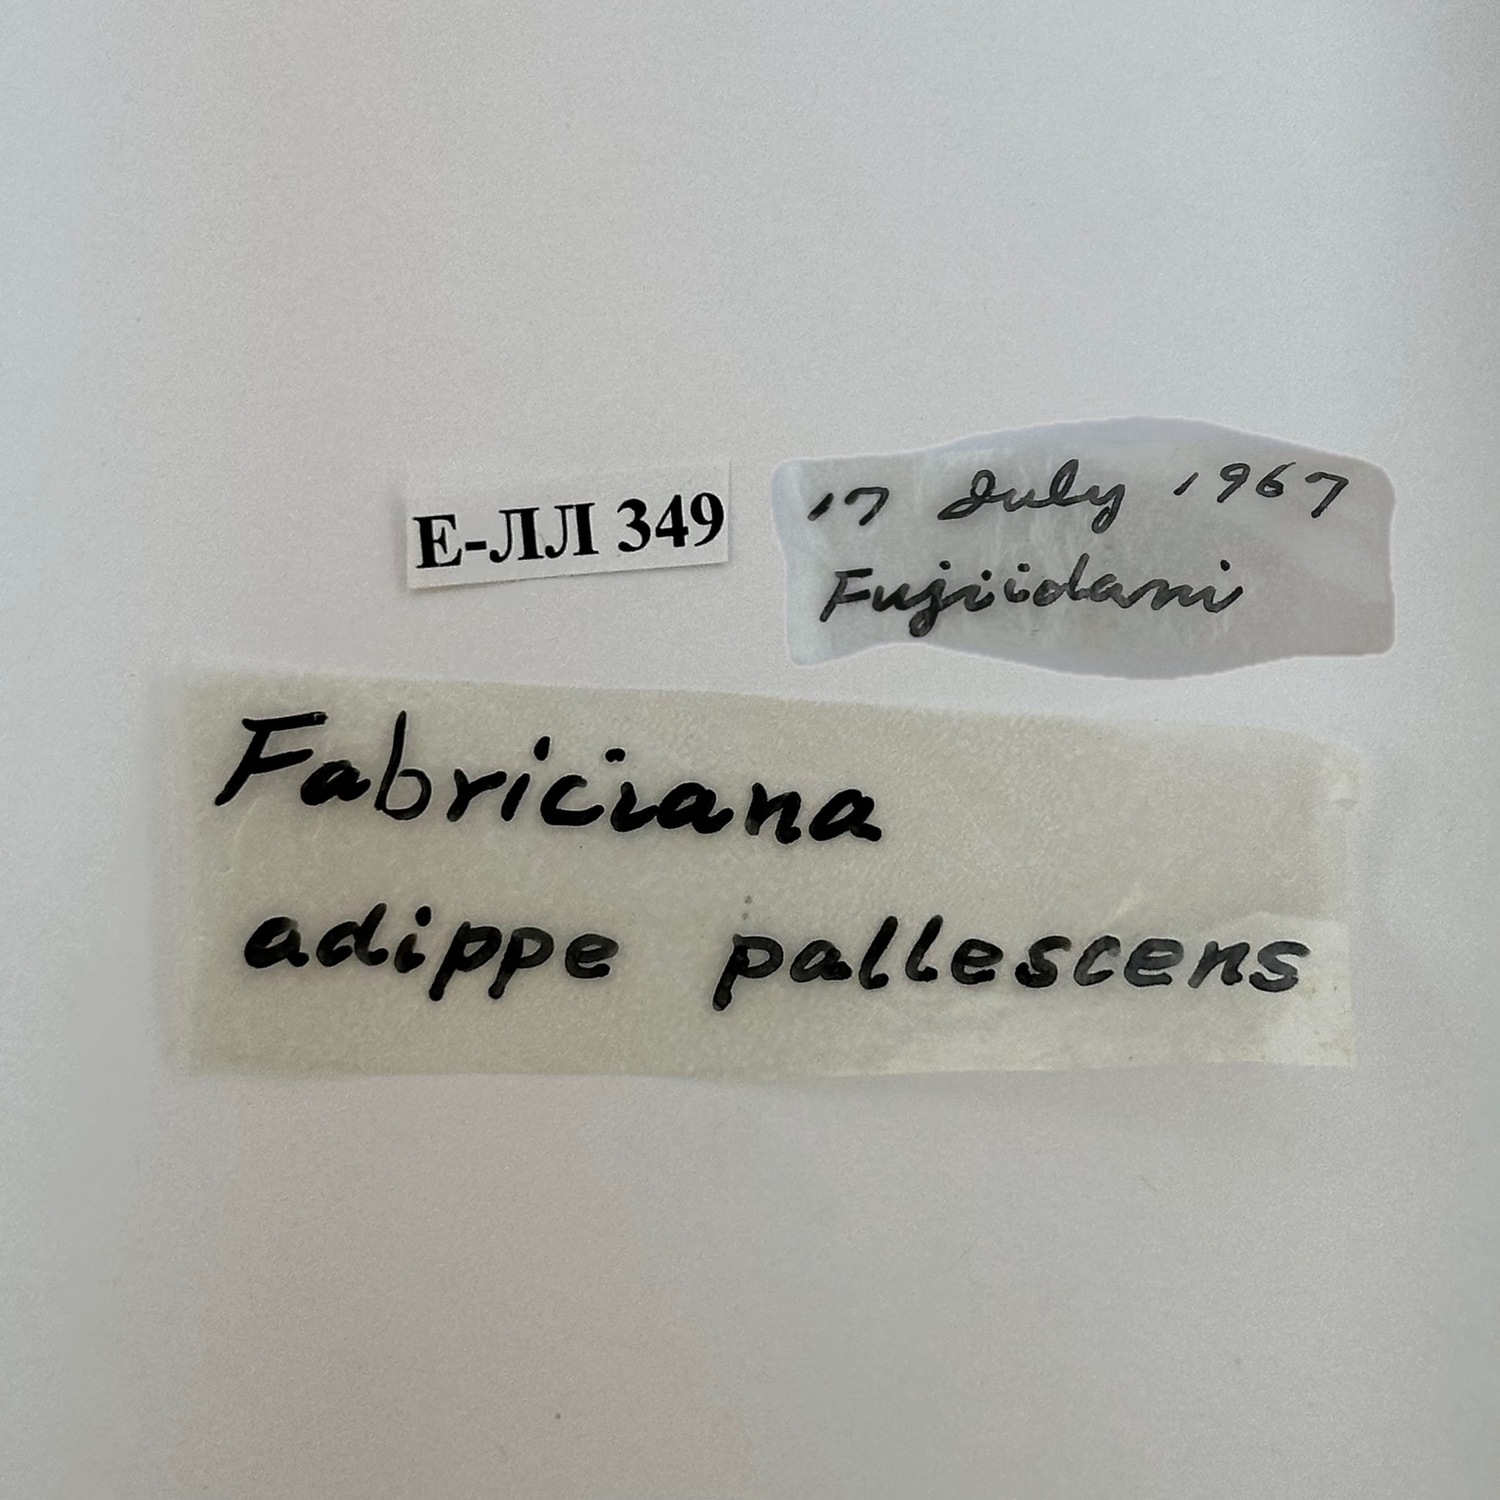 Е-ЛЛ 349
17 July 1967
Fujiidani
Fabriciana
adippe pallescens